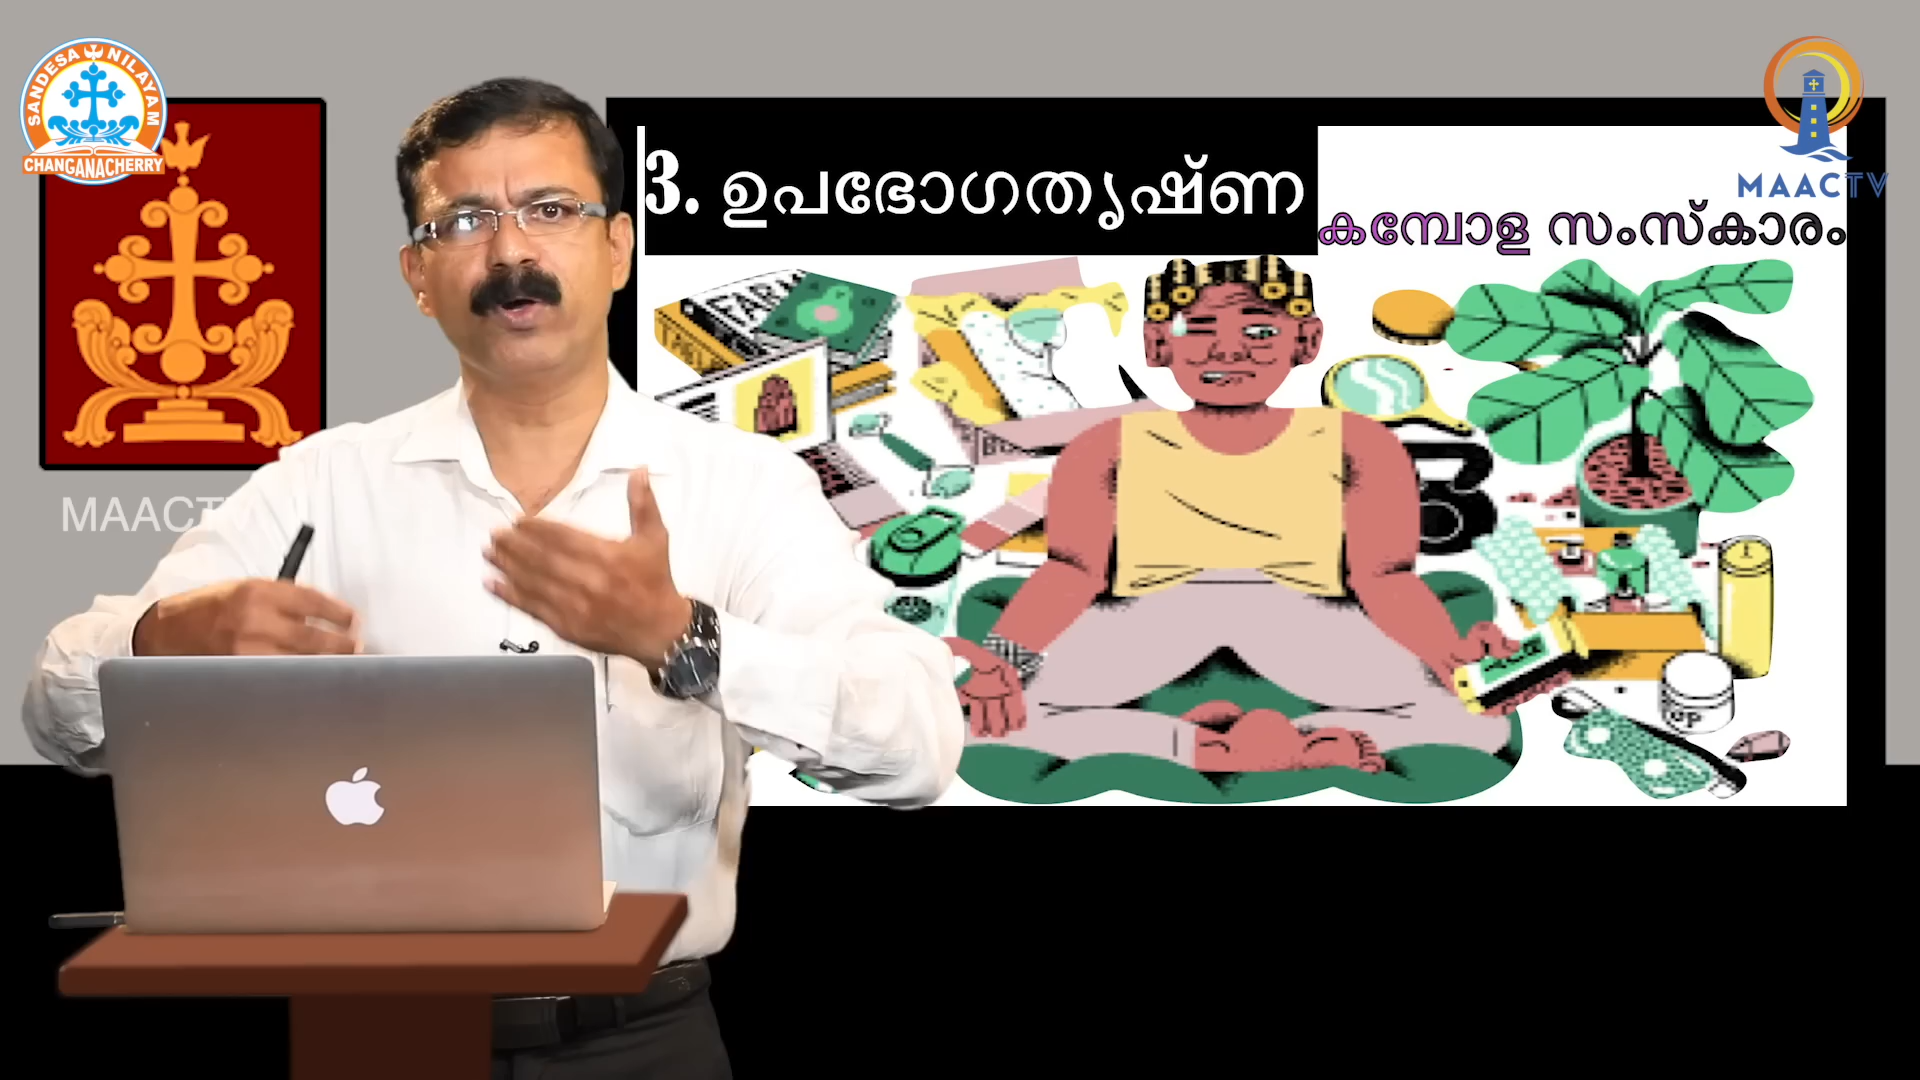 SANDESA NILAYAM
CHANGANACHERRY
MAACTV
3. ഉപഭോഗതൃഷ്ണ
കമ്പോള സംസ്കാരം
MAACTV